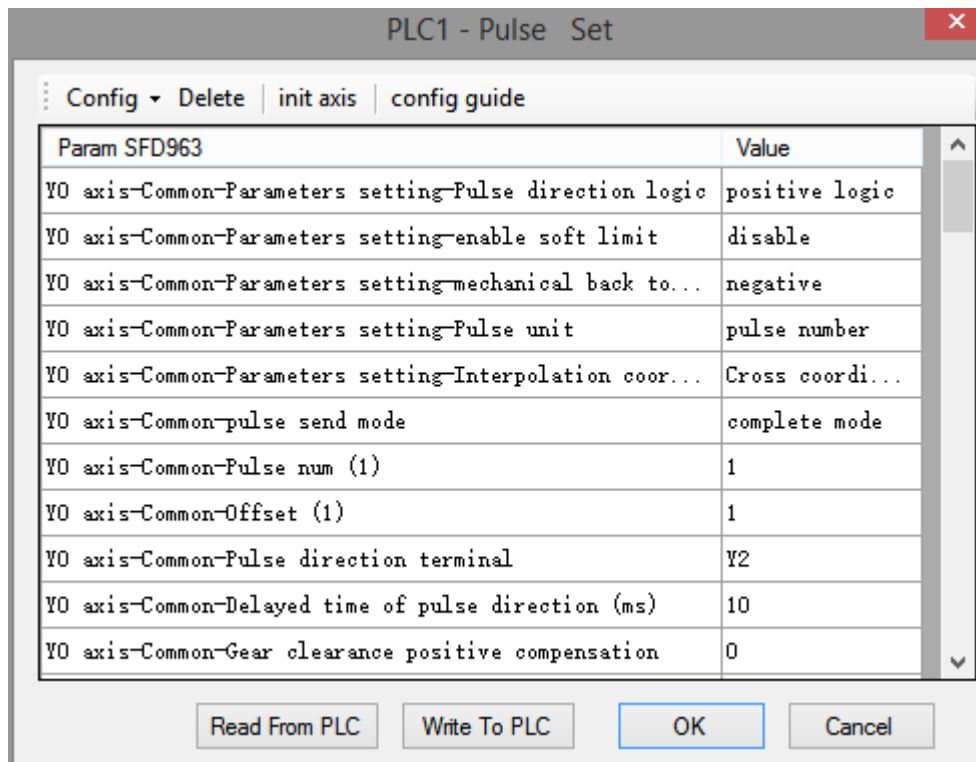 PLC1 - Pulse Set
Config Delete init axis config guide
Param SFD963 Value
Y0 axis-Common-Parameters setting-Pulse direction logic positive logic
Y0 axis-Common-Parameters setting-enable soft limit disable
Y0 axis-Common-Parameters setting-mechanical back to... negative
Y0 axis-Common-Parameters setting-Pulse unit pulse number
Y0 axis-Common-Parameters setting-Interpolation coor... Cross coordi...
Y0 axis-Common-pulse send mode complete mode
Y0 axis-Common-Pulse num (1) 1
Y0 axis-Common-Offset (1) 1
Y0 axis-Common-Pulse direction terminal Y2
Y0 axis-Common-Delayed time of pulse direction (ms) 10
Y0 axis-Common-Gear clearance positive compensation 0
Read From PLC Write To PLC OK Cancel